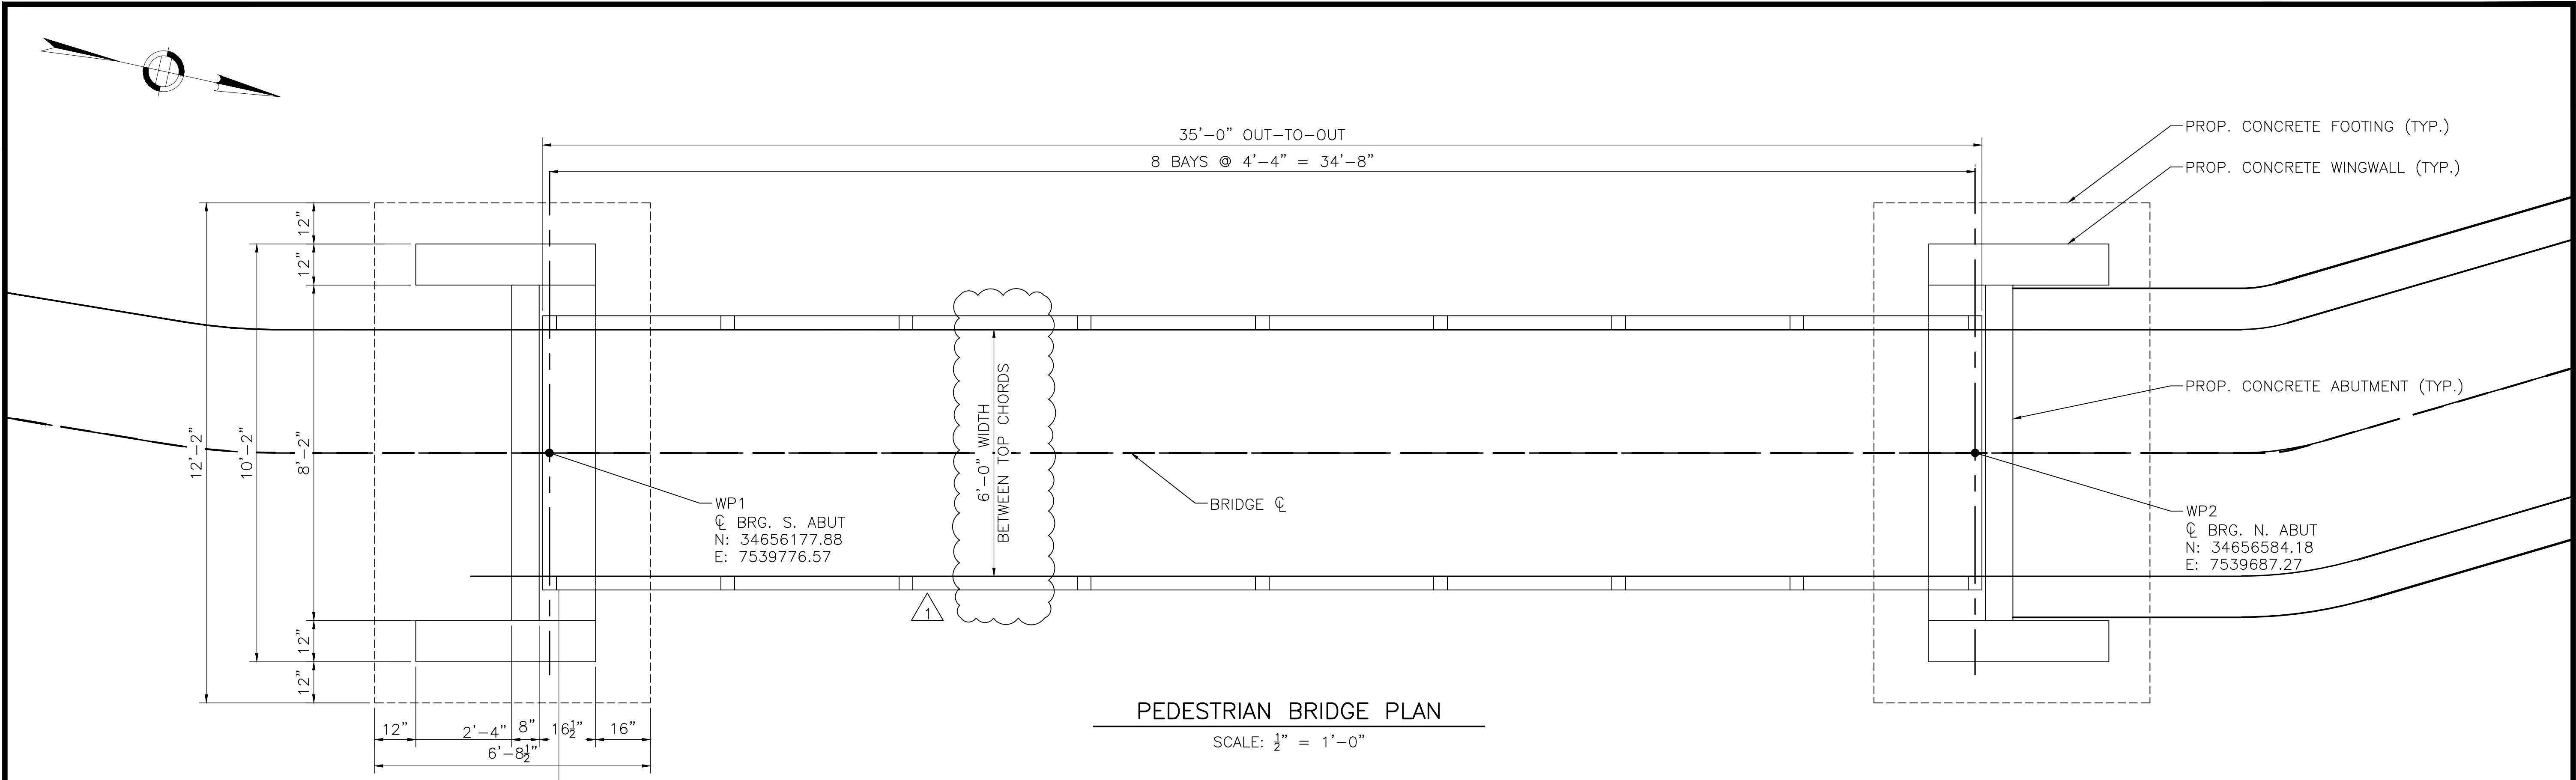 35'-0" OUT-TO-OUT
8 BAYS @ 4'-4" = 34'-8"
PROP. CONCRETE FOOTING (TYP.)
PROP. CONCRETE WINGWALL (TYP.)
12"
12"
12'-2"
10'-2"
8'-2"
12"
12"
6'-0" WIDTH
BETWEEN TOP CHORDS
PROP. CONCRETE ABUTMENT (TYP.)
WP1
℄ BRG. S. ABUT
N: 34656177.88
E: 7539776.57
BRIDGE ℄
WP2
℄ BRG. N. ABUT
N: 34656584.18
E: 7539687.27
1
12"
2'-4"
8"
16½"
16"
6'-8½"
PEDESTRIAN BRIDGE PLAN
SCALE: ½" = 1'-0"